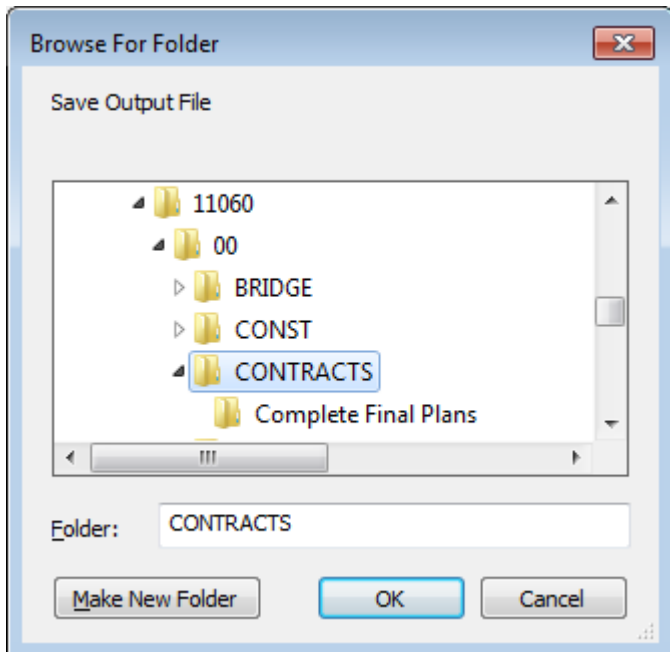 Browse For Folder
Save Output File
11060
00
BRIDGE
CONST
CONTRACTS
Complete Final Plans
Folder: CONTRACTS
Make New Folder OK Cancel